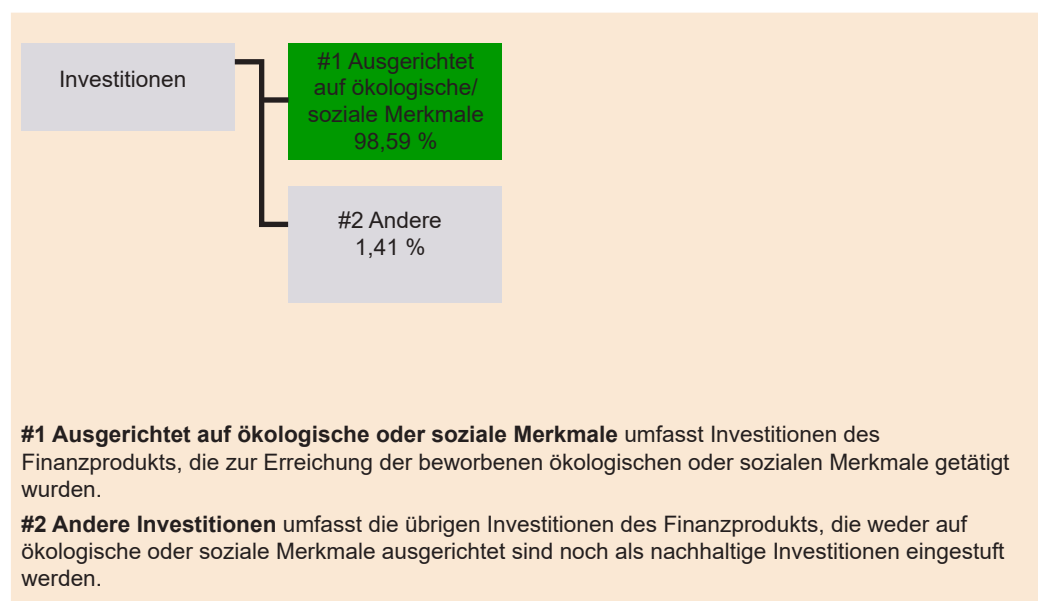 Investitionen
#1 Ausgerichtet
auf ökologische/
soziale Merkmale
98,59 %
#2 Andere
1,41 %
#1 Ausgerichtet auf ökologische oder soziale Merkmale umfasst Investitionen des
Finanzprodukts, die zur Erreichung der beworbenen ökologischen oder sozialen Merkmale getätigt
wurden.
#2 Andere Investitionen umfasst die übrigen Investitionen des Finanzprodukts, die weder auf
ökologische oder soziale Merkmale ausgerichtet sind noch als nachhaltige Investitionen eingestuft
werden.